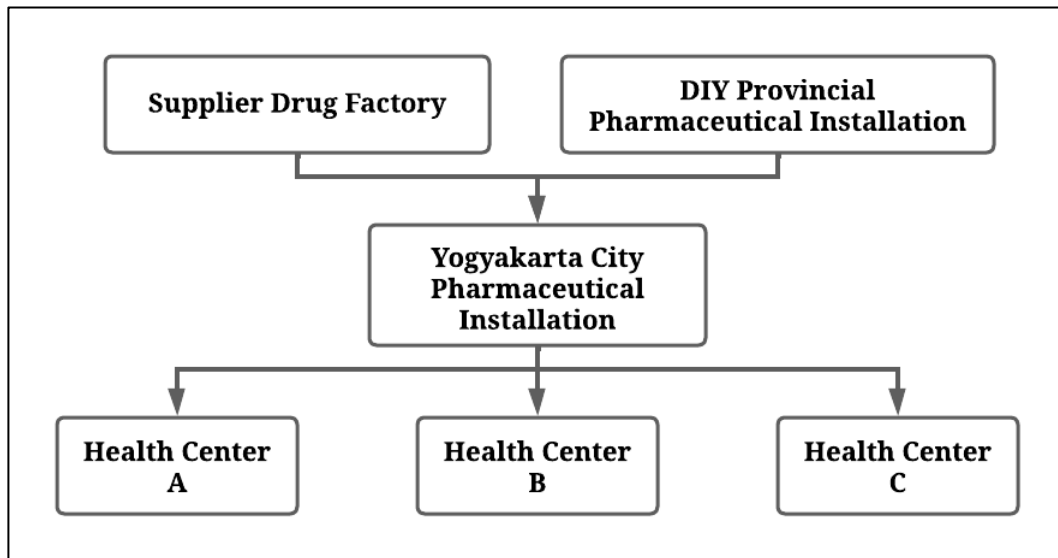 Supplier Drug Factory
DIY Provincial
Pharmaceutical Installation
Yogyakarta City
Pharmaceutical
Installation
Health Center
A
Health Center
B
Health Center
C